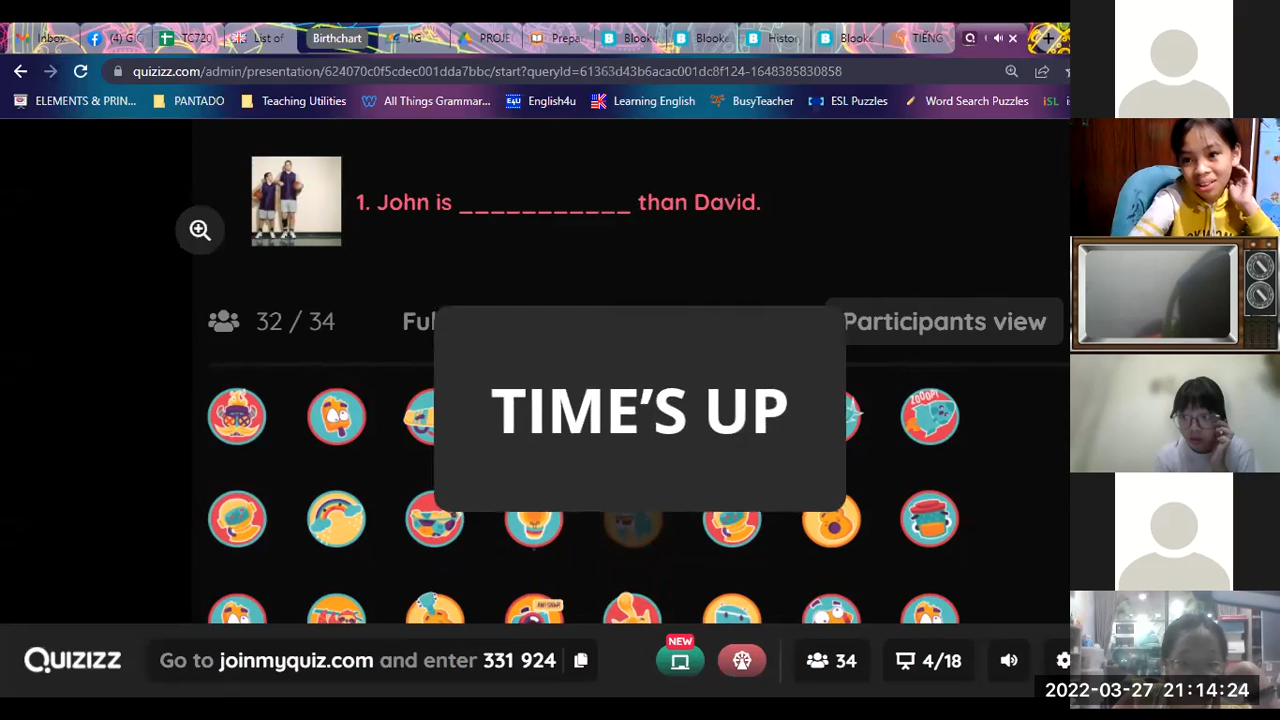 Inbox
(4) G
TC720
List of
Birthchart
IIG
PROJE
Prepa
Blooke
Blooke
Histor
Blooke
TIENG
quizizz.com/admin/presentation/624070c0f5cdec001dda7bbc/start?queryId=61363d43b6acac001dc8f124-1648385830858
ELEMENTS & PRIN...
PANTADO
Teaching Utilities
All Things Grammar...
English4u
Learning English
BusyTeacher
ESL Puzzles
Word Search Puzzles
1. John is ___________ than David.
32 / 34
Ful
Participants view
TIME'S UP
ZOOOP!
NEW
Quizizz
Go to joinmyquiz.com and enter 331 924
34
4/18
2022-03-27 21:14:24